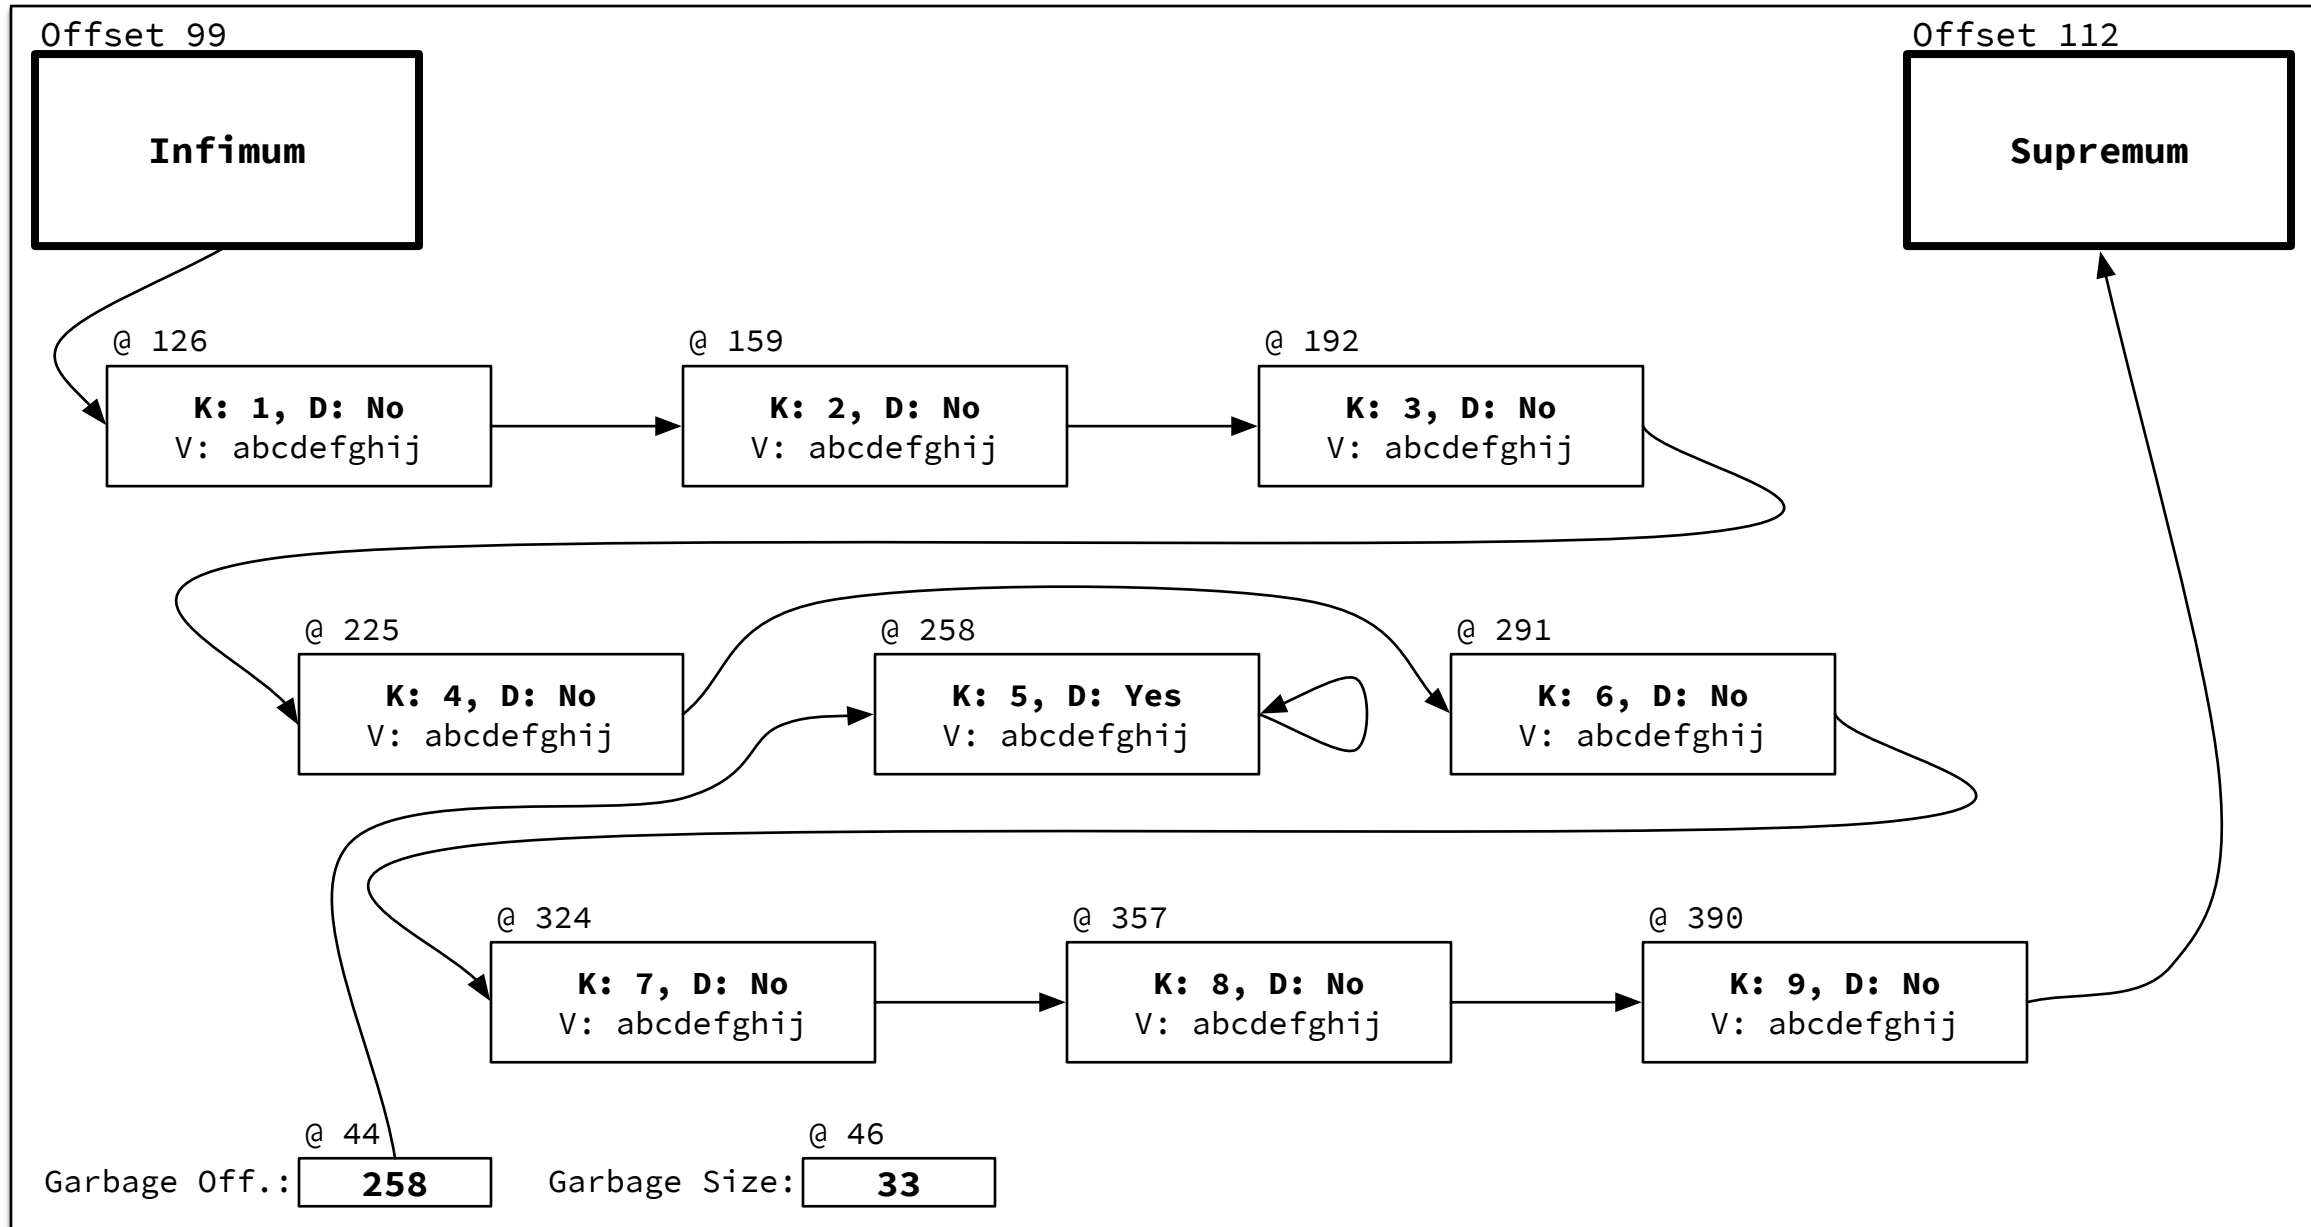 Offset 99
Offset 112
Infimum
Supremum
@ 126
@ 159
@ 192
K: 1, D: No
V: abcdefghij
K: 2, D: No
V: abcdefghij
K: 3, D: No
V: abcdefghij
@ 225
@ 258
@ 291
K: 4, D: No
V: abcdefghij
K: 5, D: Yes
V: abcdefghij
K: 6, D: No
V: abcdefghij
@ 324
@ 357
@ 390
K: 7, D: No
V: abcdefghij
K: 8, D: No
V: abcdefghij
K: 9, D: No
V: abcdefghij
@ 44
@ 46
Garbage Off.: 258
Garbage Size: 33